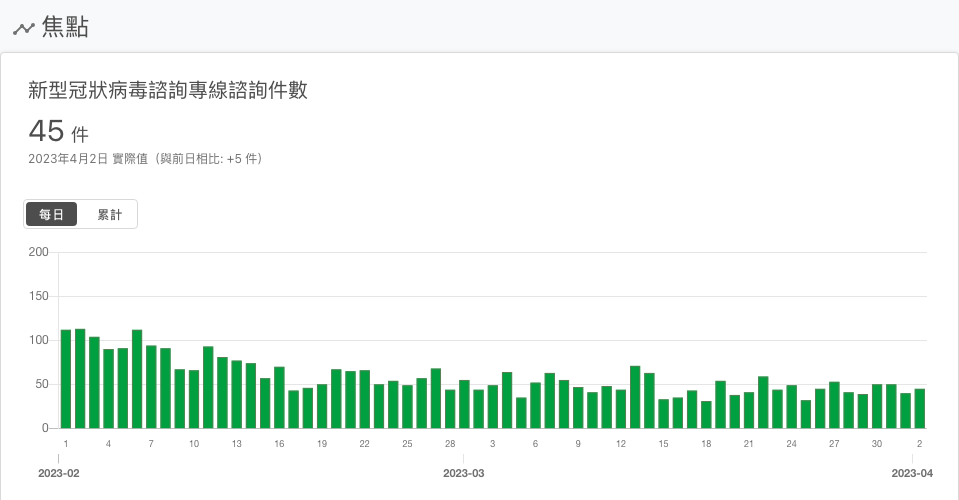 焦點
新型冠狀病毒諮詢專線諮詢件數
45 件
2023年4月2日 實際值（與前日相比: +5 件）
每日 累計
200
150
100
50
0
1 4 7 10 13 16 19 22 25 28 3 6 9 12 15 18 21 24 27 30 2
2023-02 2023-03 2023-04